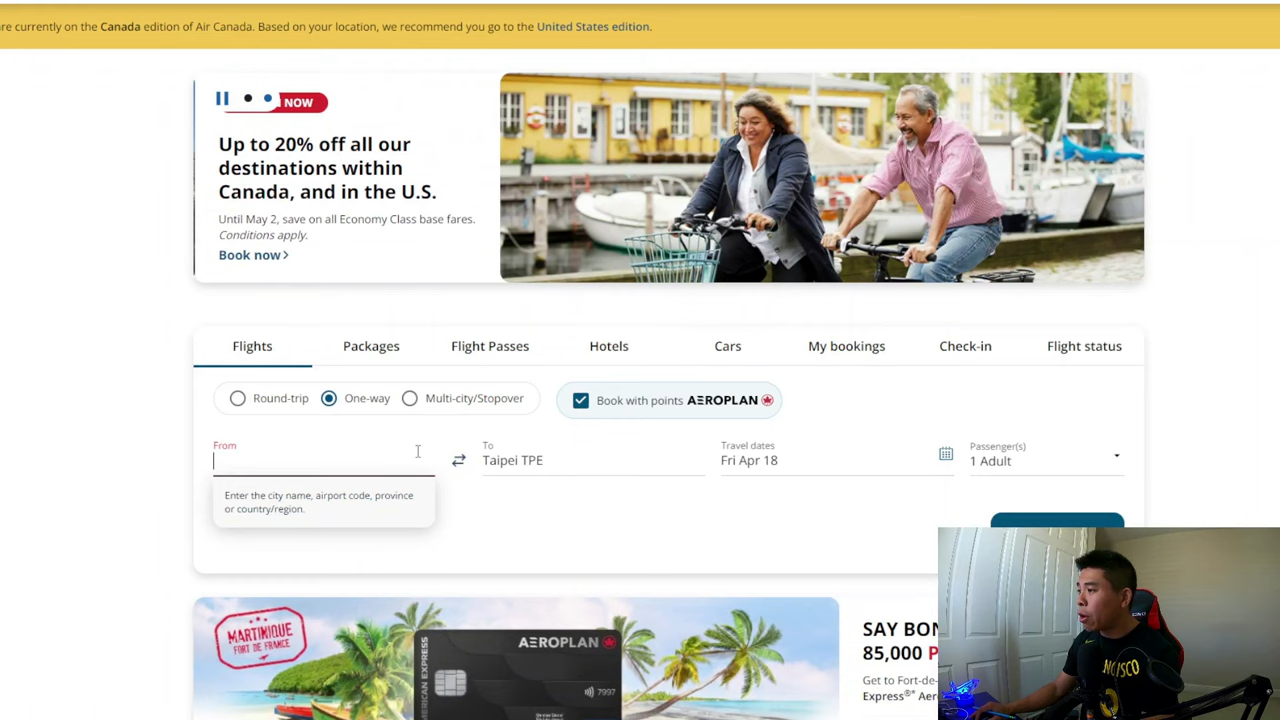 are currently on the Canada edition of Air Canada. Based on your location, we recommend you go to the United States edition.
NOW
Up to 20% off all our
destinations within
Canada, and in the U.S.
Until May 2, save on all Economy Class base fares.
Conditions apply.
Book now
Flights Packages Flight Passes Hotels Cars My bookings Check-in Flight status
Round-trip One-way Multi-city/Stopover Book with points AEROPLAN
From To Travel dates Passenger(s)
Taipei TPE Fri Apr 18 1 Adult
Enter the city name, airport code, province
or country/region.
MARTINIQUE
FORT DE FRANCE
AEROPLAN
AMERICAN EXPRESS
7997
SAY BON
85,000 P
Get to Fort-de-
Express®* Aero